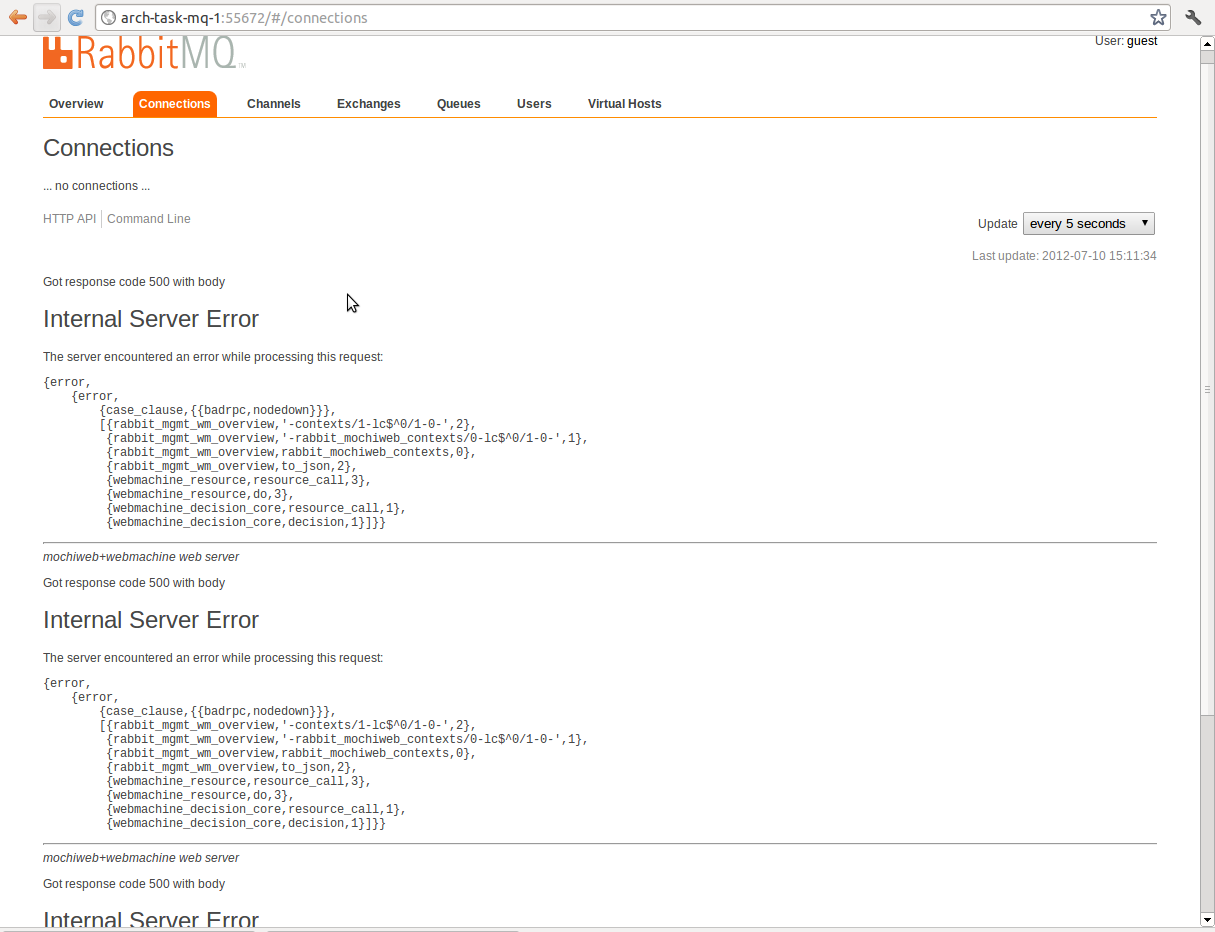 arch-task-mq-1:55672/#/connections
RabbitMQ™
User: guest
Overview Connections Channels Exchanges Queues Users Virtual Hosts
Connections
... no connections ...
HTTP API Command Line
Update every 5 seconds
Last update: 2012-07-10 15:11:34
Got response code 500 with body
Internal Server Error
The server encountered an error while processing this request:
{error,
    {error,
        {case_clause,{{badrpc,nodedown}}},
        [{rabbit_mgmt_wm_overview,'-contexts/1-lc$^0/1-0-',2},
         {rabbit_mgmt_wm_overview,'-rabbit_mochiweb_contexts/0-lc$^0/1-0-',1},
         {rabbit_mgmt_wm_overview,rabbit_mochiweb_contexts,0},
         {rabbit_mgmt_wm_overview,to_json,2},
         {webmachine_resource,resource_call,3},
         {webmachine_resource,do,3},
         {webmachine_decision_core,resource_call,1},
         {webmachine_decision_core,decision,1}]}}
mochiweb+webmachine web server
Got response code 500 with body
Internal Server Error
The server encountered an error while processing this request:
{error,
    {error,
        {case_clause,{{badrpc,nodedown}}},
        [{rabbit_mgmt_wm_overview,'-contexts/1-lc$^0/1-0-',2},
         {rabbit_mgmt_wm_overview,'-rabbit_mochiweb_contexts/0-lc$^0/1-0-',1},
         {rabbit_mgmt_wm_overview,rabbit_mochiweb_contexts,0},
         {rabbit_mgmt_wm_overview,to_json,2},
         {webmachine_resource,resource_call,3},
         {webmachine_resource,do,3},
         {webmachine_decision_core,resource_call,1},
         {webmachine_decision_core,decision,1}]}}
mochiweb+webmachine web server
Got response code 500 with body
Internal Server Error